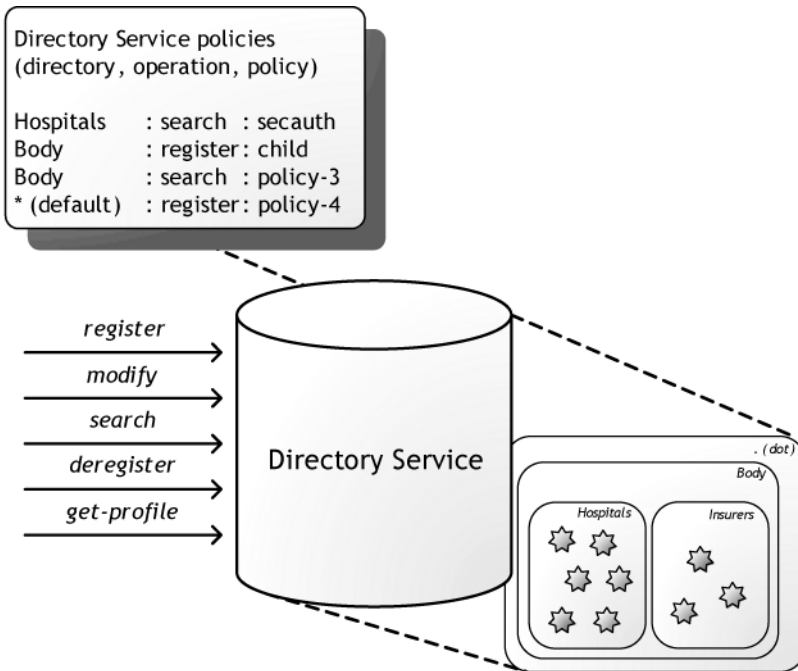 Directory Service policies
(directory, operation, policy)
Hospitals : search : secauth
Body : register : child
Body : search : policy-3
* (default) : register : policy-4
register
modify
search
deregister
get-profile
Directory Service
. (dot)
Body
Hospitals
Insurers